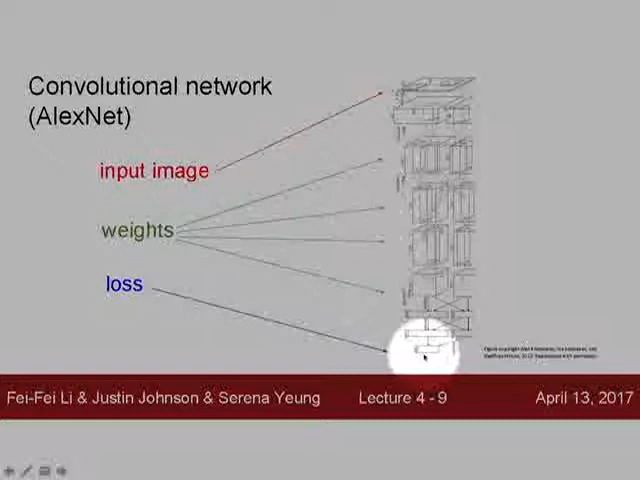 Convolutional network
(AlexNet)
input image
weights
loss
Fei-Fei Li & Justin Johnson & Serena Yeung
Lecture 4 - 9
April 13, 2017